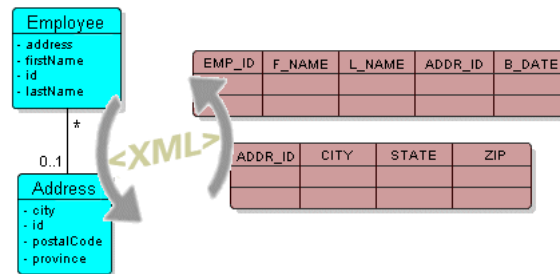 Employee
- address
- firstName
- id
- lastName
*
0..1
Address
- city
- id
- postalCode
- province
<XML>
EMP_ID F_NAME L_NAME ADDR_ID B_DATE
ADDR_ID CITY STATE ZIP